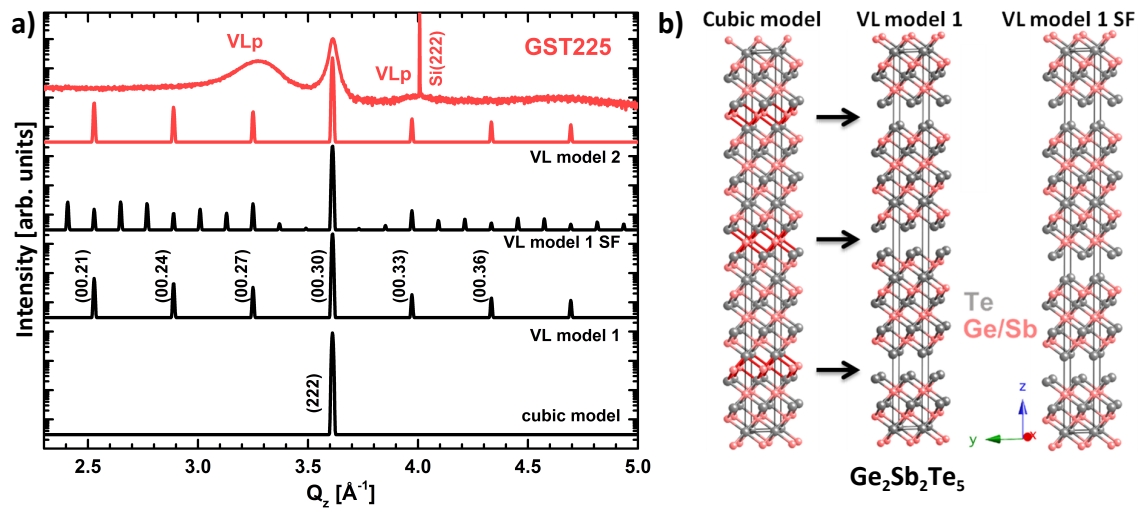 a)
GST225
VLp
VLp
Si(222)
VL model 2
VL model 1 SF
(00.21)
(00.24)
(00.27)
(00.30)
(00.33)
(00.36)
VL model 1
(222)
cubic model
Intensity [arb. units]
2.5 3.0 3.5 4.0 4.5 5.0
Qz [Å-1]
b)
Cubic model VL model 1 VL model 1 SF
Te
Ge/Sb
z
y x
Ge2Sb2Te5